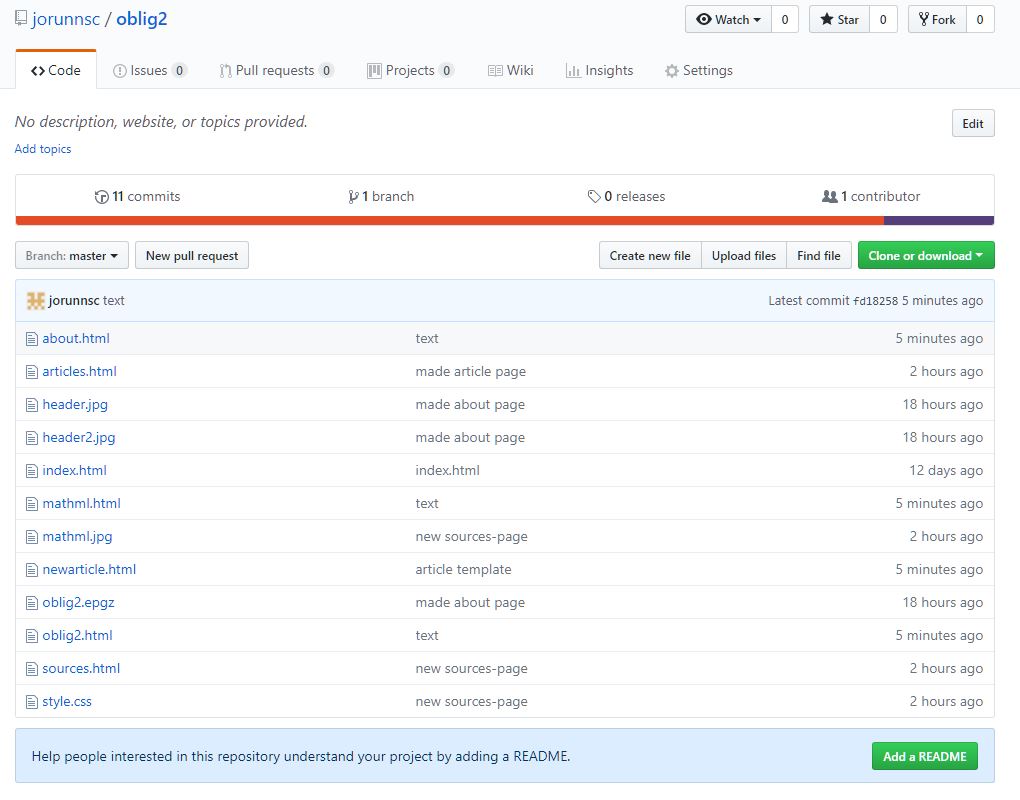 jorunnsc / oblig2
Watch 0 Star 0 Fork 0
Code Issues 0 Pull requests 0 Projects 0 Wiki Insights Settings
No description, website, or topics provided. Edit
Add topics
11 commits 1 branch 0 releases 1 contributor
Branch: master New pull request Create new file Upload files Find file Clone or download
jorunnsc text Latest commit fd18258 5 minutes ago
about.html text 5 minutes ago
articles.html made article page 2 hours ago
header.jpg made about page 18 hours ago
header2.jpg made about page 18 hours ago
index.html index.html 12 days ago
mathml.html text 5 minutes ago
mathml.jpg new sources-page 2 hours ago
newarticle.html article template 5 minutes ago
oblig2.epgz made about page 18 hours ago
oblig2.html text 5 minutes ago
sources.html new sources-page 2 hours ago
style.css new sources-page 2 hours ago
Help people interested in this repository understand your project by adding a README. Add a README